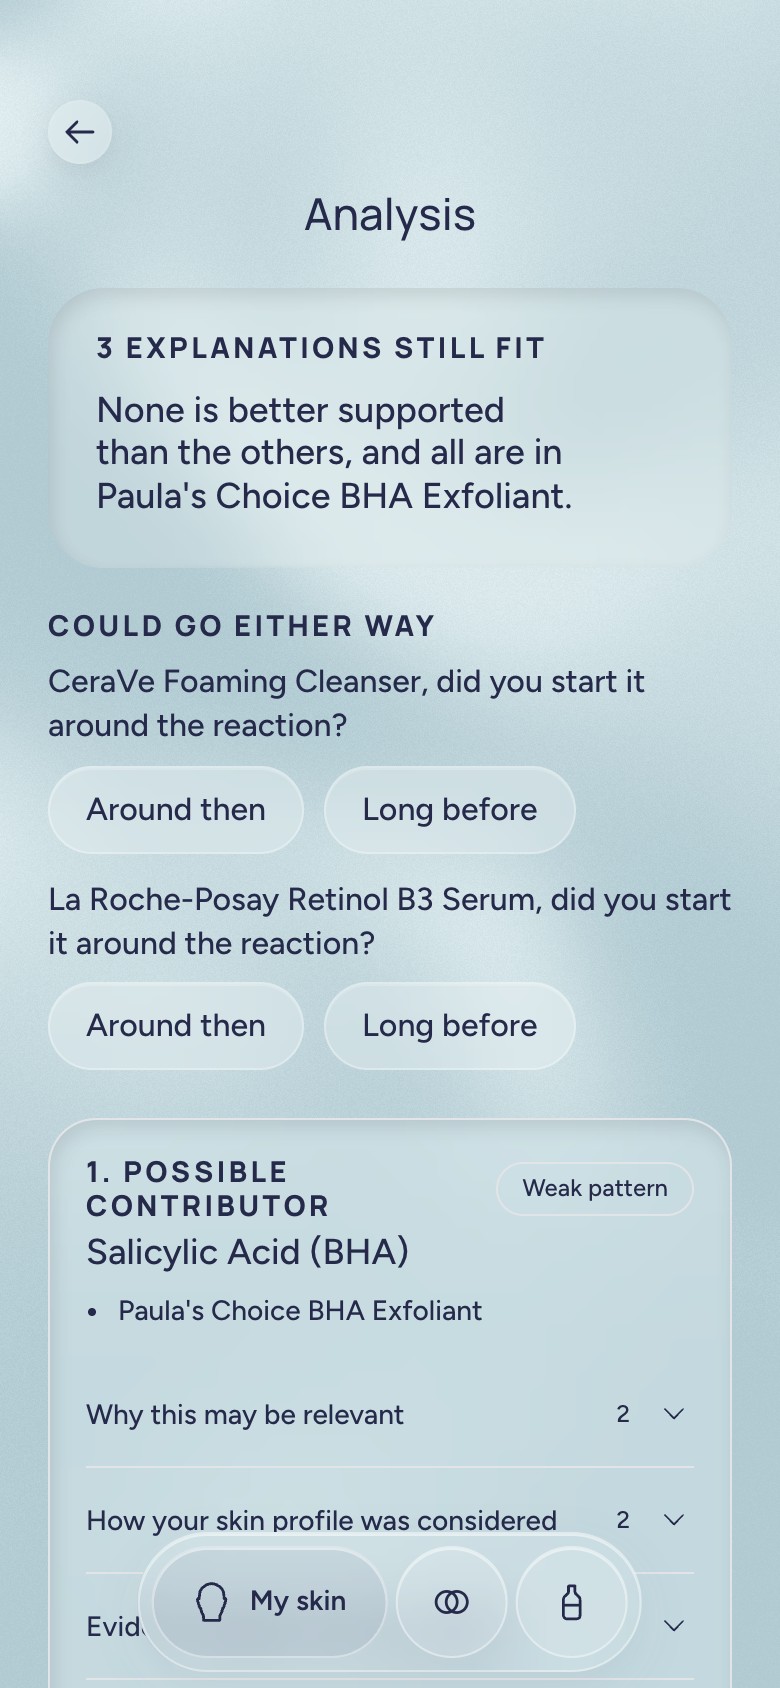 Analysis
3 EXPLANATIONS STILL FIT
None is better supported
than the others, and all are in
Paula's Choice BHA Exfoliant.
COULD GO EITHER WAY
CeraVe Foaming Cleanser, did you start it
around the reaction?
Around then
Long before
La Roche-Posay Retinol B3 Serum, did you start
it around the reaction?
Around then
Long before
1. POSSIBLE
CONTRIBUTOR
Weak pattern
Salicylic Acid (BHA)
• Paula's Choice BHA Exfoliant
Why this may be relevant 2
How your skin profile was considered 2
My skin